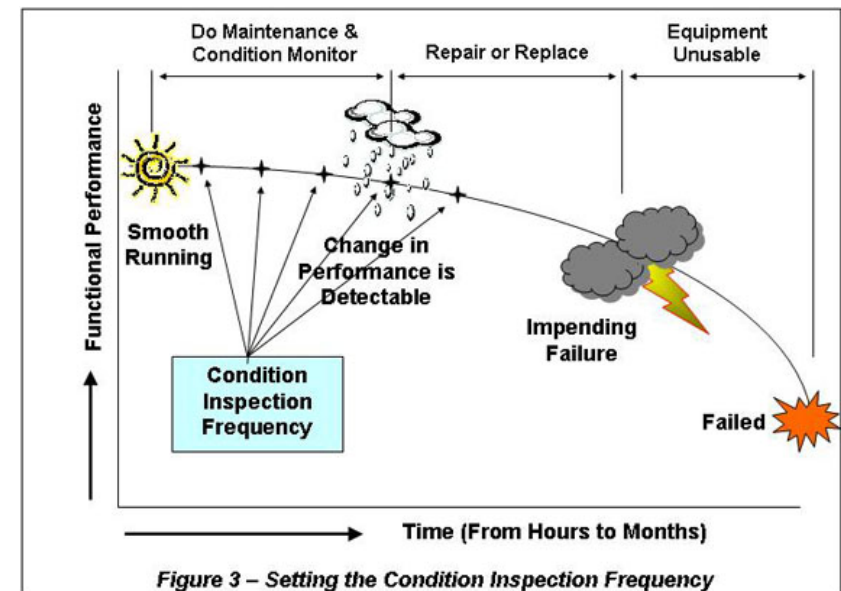 Do Maintenance &
Condition Monitor
Repair or Replace
Equipment
Unusable
Functional Performance
Smooth
Running
Change in
Performance is
Detectable
Impending
Failure
Condition
Inspection
Frequency
Failed
Time (From Hours to Months)
Figure 3 – Setting the Condition Inspection Frequency